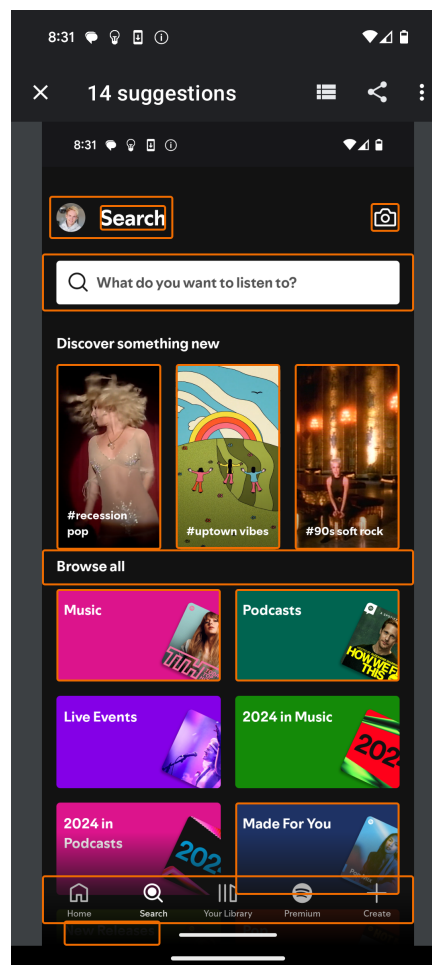 8:31
14 suggestions
8:31
Search
What do you want to listen to?
Discover something new
#recession
pop
#uptown vibes
#90s soft rock
Browse all
Music
Podcasts
HOW WE F
THIS
Live Events
2024 in Music
202
2024 in
Podcasts
202
Made For You
Home
Search
Your Library
Premium
Create
New Releases